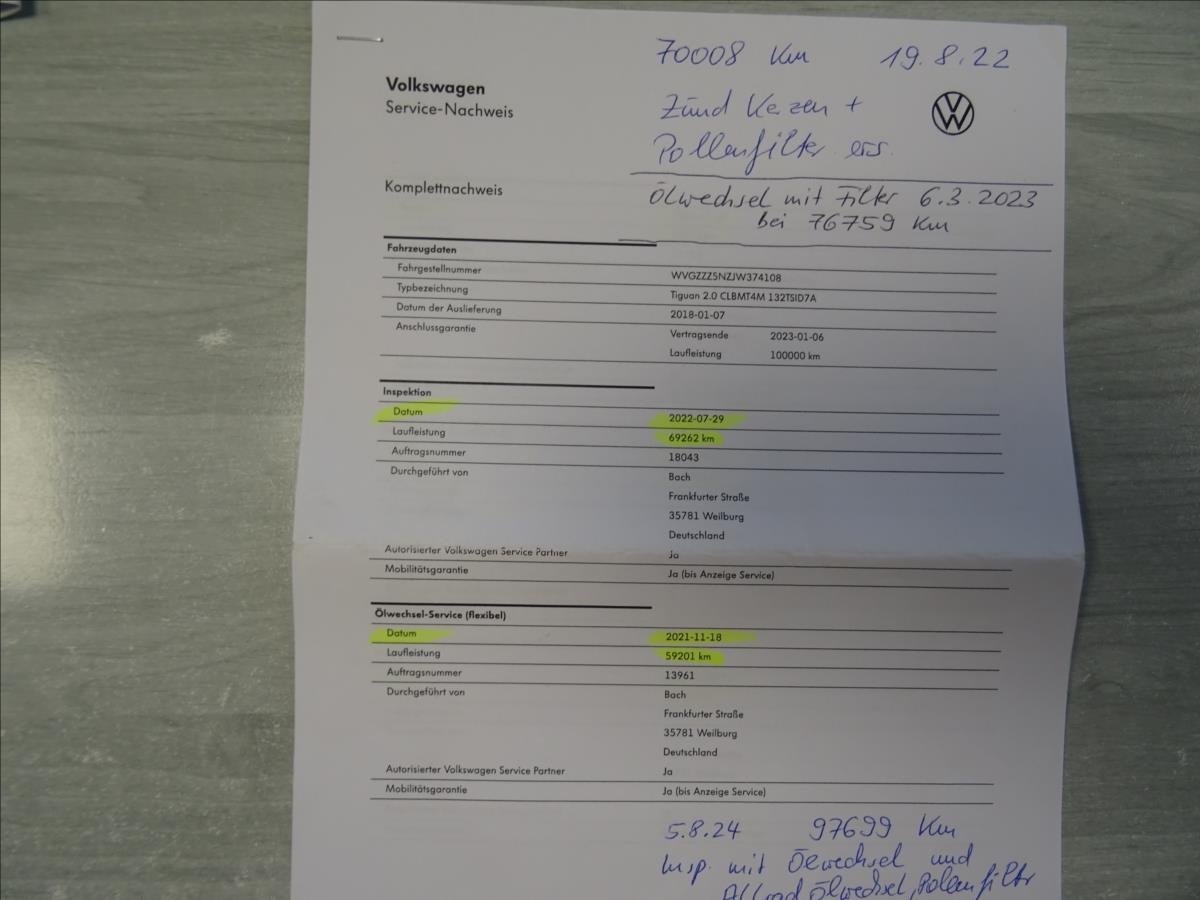 70008 Km 19.8.22
Volkswagen
Service-Nachweis
Zünd Kerzen +
Pollenfilter ers.
Komplettnachweis
Ölwechsel mit Filter 6.3.2023
bei 76759 Km
Fahrzeugdaten
Fahrgestellnummer WVGZZZ5NZJW374108
Typbezeichnung Tiguan 2.0 CLBMT4M 132TSID7A
Datum der Auslieferung 2018-01-07
Anschlussgarantie Vertragsende 2023-01-06
Laufleistung 100000 km
Inspektion
Datum 2022-07-29
Laufleistung 69262 km
Auftragsnummer 18043
Durchgeführt von Bach
Frankfurter Straße
35781 Weilburg
Deutschland
Autorisierter Volkswagen Service Partner Ja
Mobilitätsgarantie Ja (bis Anzeige Service)
Ölwechsel-Service (flexibel)
Datum 2021-11-18
Laufleistung 59201 km
Auftragsnummer 13961
Durchgeführt von Bach
Frankfurter Straße
35781 Weilburg
Deutschland
Autorisierter Volkswagen Service Partner Ja
Mobilitätsgarantie Ja (bis Anzeige Service)
5.8.24 97699 Km
Insp. mit Ölwechsel und
Allrad Ölwechsel, Pollenfilter